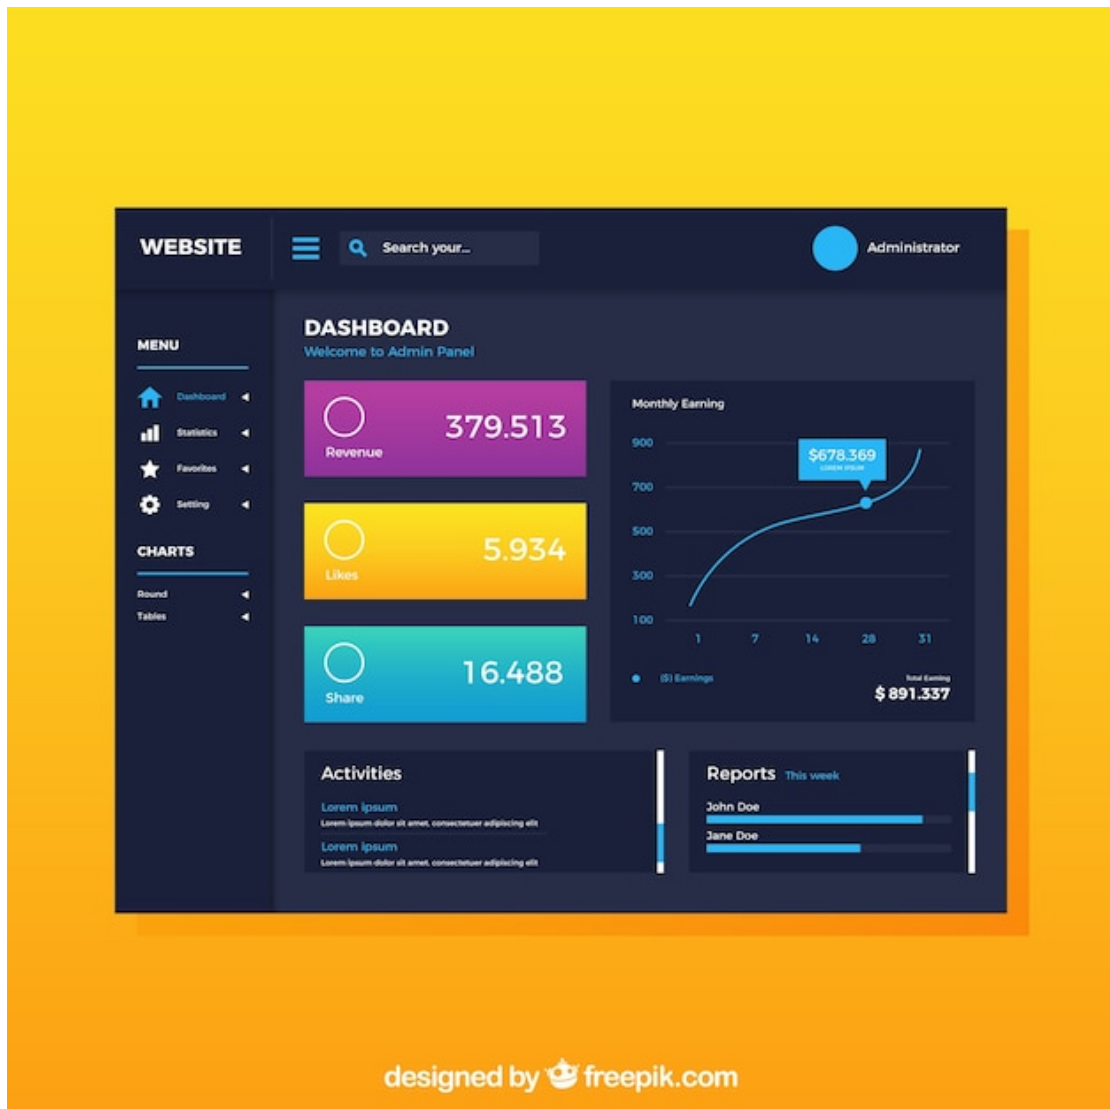 WEBSITE
Search your...
Administrator
MENU
Dashboard
Statistics
Favorites
Setting
CHARTS
Round
Tables
DASHBOARD
Welcome to Admin Panel
379.513
Revenue
5.934
Likes
16.488
Share
Monthly Earning
900
700
500
300
100
$678.369
LOREM IPSUM
1 7 14 28 31
($) Earnings
Total Earning
$ 891.337
Activities
Lorem ipsum
Lorem ipsum dolor sit amet, consectetuer adipiscing elit
Lorem ipsum
Lorem ipsum dolor sit amet, consectetuer adipiscing elit
Reports This week
John Doe
Jane Doe
designed by freepik.com